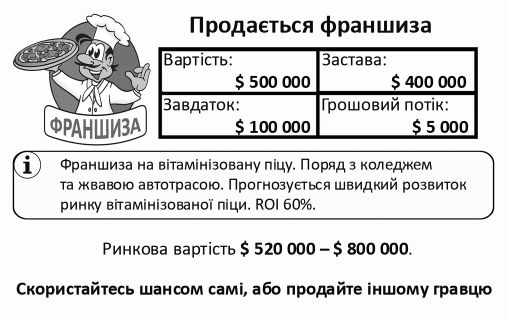 Продається франшиза
Вартість: Застава:
$ 500 000 $ 400 000
Завдаток: Грошовий потік:
$ 100 000 $ 5 000
ФРАНШИЗА
i
Франшиза на вітамінізовану піцу. Поряд з коледжем
та жвавою автотрасою. Прогнозується швидкий розвиток
ринку вітамінізованої піци. ROI 60%.
Ринкова вартість $ 520 000 – $ 800 000.
Скористайтесь шансом самі, або продайте іншому гравцю